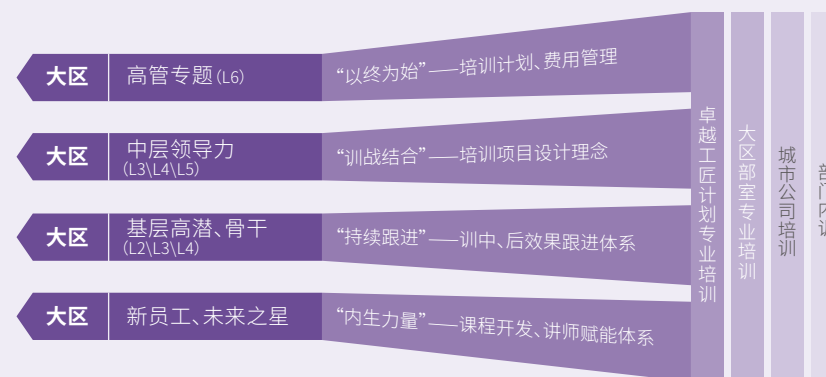 大区
高管专题(L6)
“以终为始”——培训计划、费用管理
大区
中层领导力
(L3\L4\L5)
“训战结合”——培训项目设计理念
大区
基层高潜、骨干
(L2\L3\L4)
“持续跟进”——训中、后效果跟进体系
大区
新员工、未来之星
“内生力量”——课程开发、讲师赋能体系
卓越工匠计划专业培训
大区部室专业培训
城市公司培训